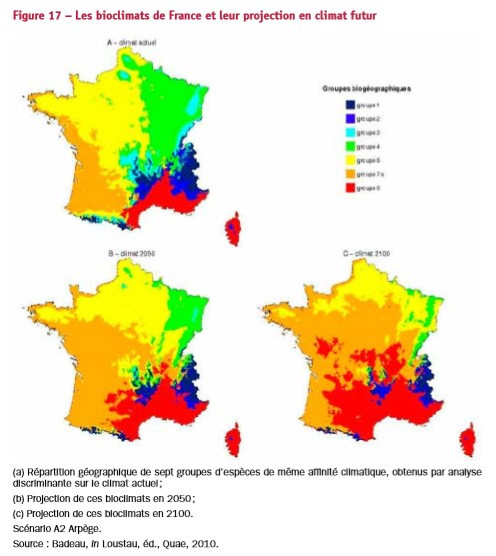 Figure 17 – Les bioclimats de France et leur projection en climat futur
A – climat actuel
Groupes biogéographiques
groupe 1
groupe 2
groupe 3
groupe 4
groupe 6
groupe
groupe 8
B – climat 2050
C – climat 2100
(a) Répartition géographique de sept groupes d'espèces de même affinité climatique, obtenus par analyse
discriminante sur le climat actuel;
(b) Projection de ces bioclimats en 2050;
(c) Projection de ces bioclimats en 2100.
Scénario A2 Arpège.
Source : Badeau, in Loustau, éd., Quae, 2010.